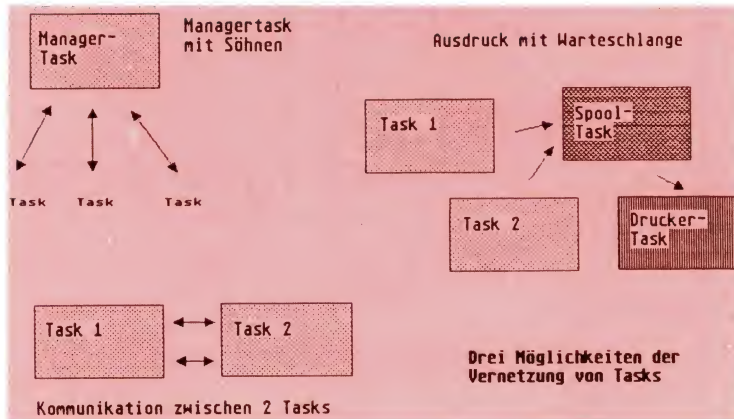 Manager-
Task
Managertask
mit Söhnen
Task Task Task
Ausdruck mit Warteschlange
Task 1
Spool-
Task
Task 2
Drucker-
Task
Task 1
Task 2
Kommunikation zwischen 2 Tasks
Drei Möglichkeiten der
Vernetzung von Tasks